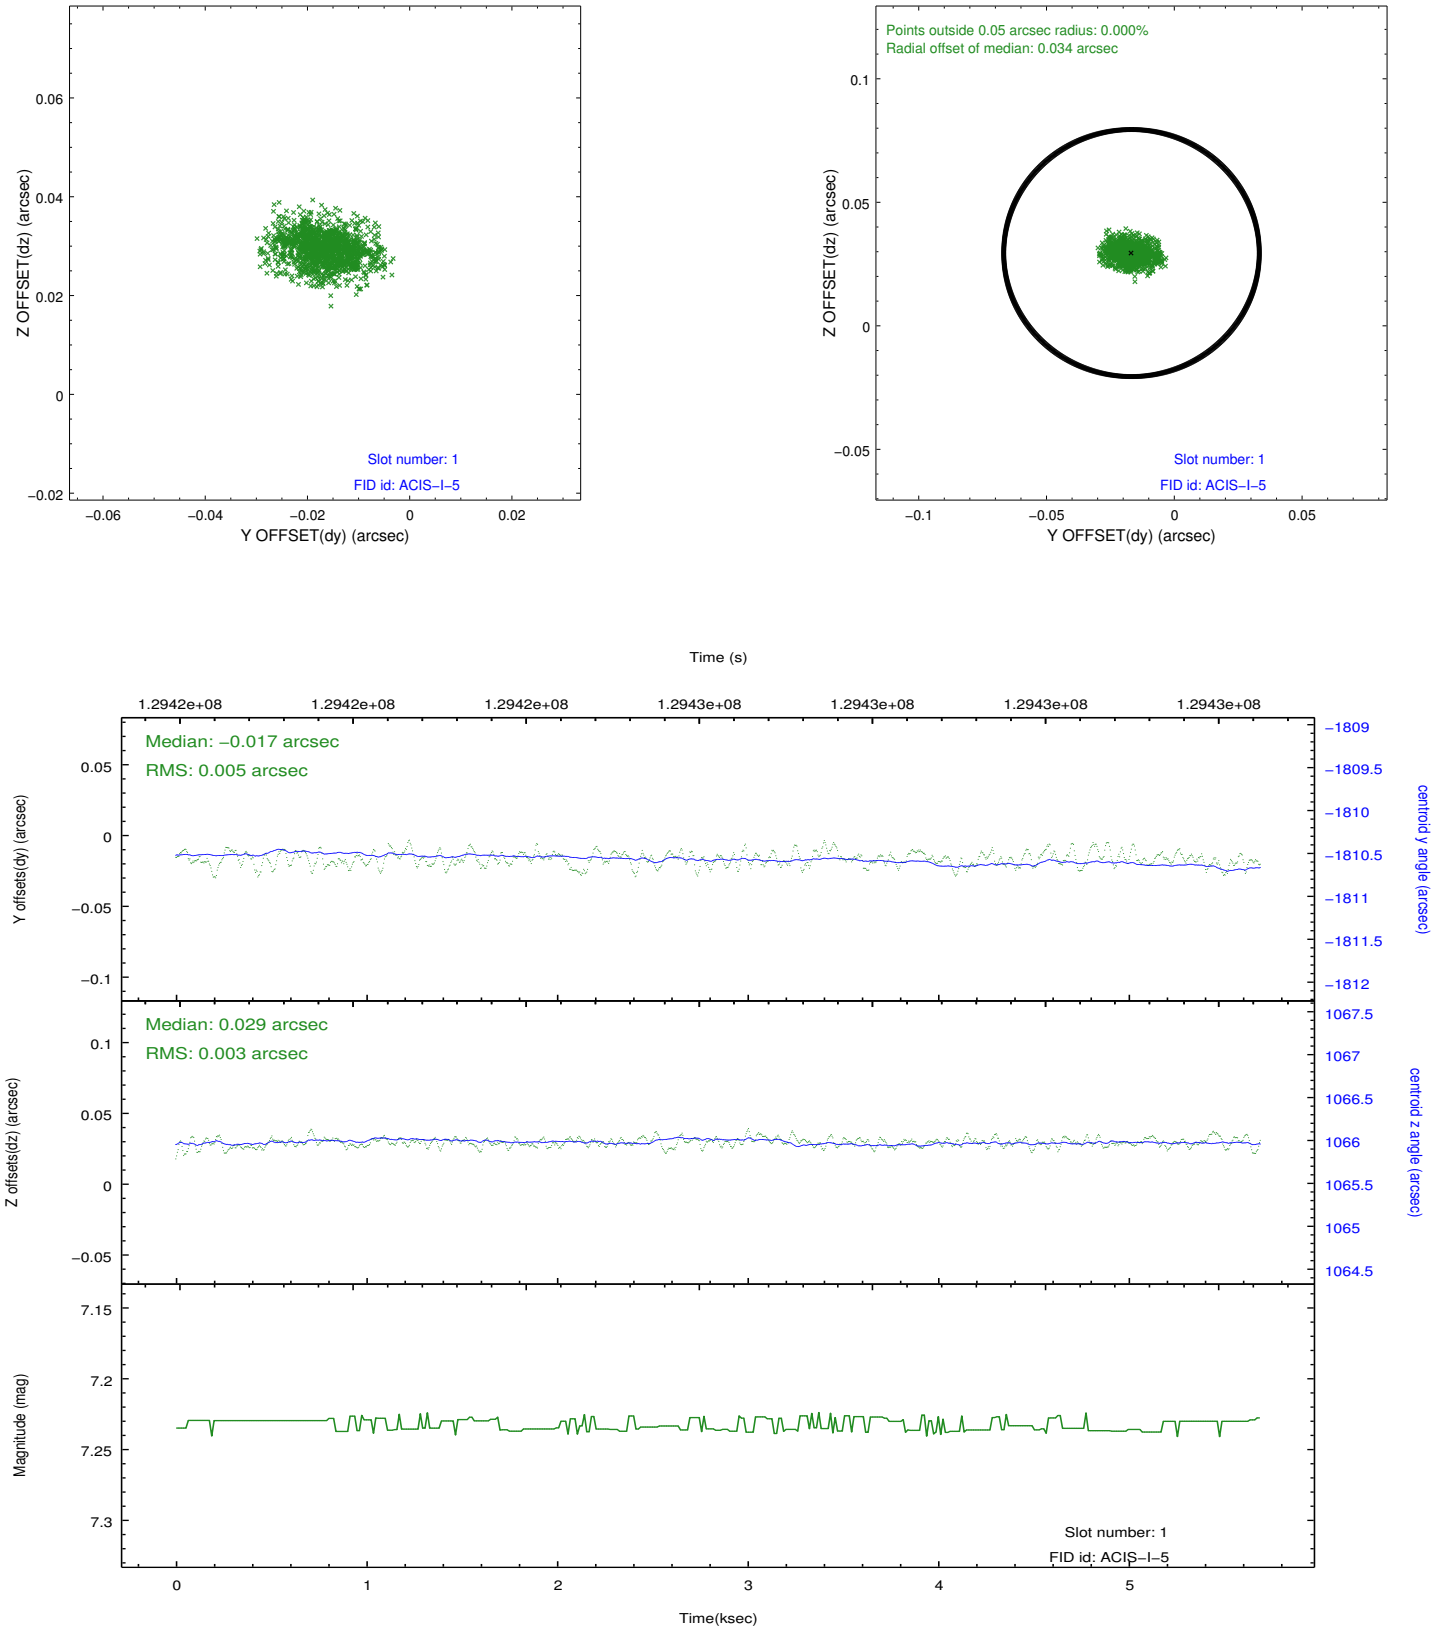 0.06
0.04
0.02
0
−0.02
Z OFFSET(dz) (arcsec)
Slot number: 1
FID id: ACIS−I−5
−0.06
−0.04
−0.02
0
0.02
Y OFFSET(dy) (arcsec)
Points outside 0.05 arcsec radius: 0.000%
Radial offset of median: 0.034 arcsec
0.1
0.05
0
−0.05
Z OFFSET(dz) (arcsec)
Slot number: 1
FID id: ACIS−I−5
−0.1
−0.05
0
0.05
Y OFFSET(dy) (arcsec)
Time (s)
1.2942e+08
1.2942e+08
1.2942e+08
1.2943e+08
1.2943e+08
1.2943e+08
1.2943e+08
Median: −0.017 arcsec
RMS: 0.005 arcsec
0.05
0
−0.05
−0.1
Y offsets(dy) (arcsec)
−1809
−1809.5
−1810
−1810.5
−1811
−1811.5
−1812
centroid y angle (arcsec)
Median: 0.029 arcsec
RMS: 0.003 arcsec
0.1
0.05
0
−0.05
Z offsets(dz) (arcsec)
1067.5
1067
1066.5
1066
1065.5
1065
1064.5
centroid z angle (arcsec)
7.15
7.2
7.25
7.3
Magnitude (mag)
Slot number: 1
FID id: ACIS−I−5
0
1
2
3
4
5
Time(ksec)